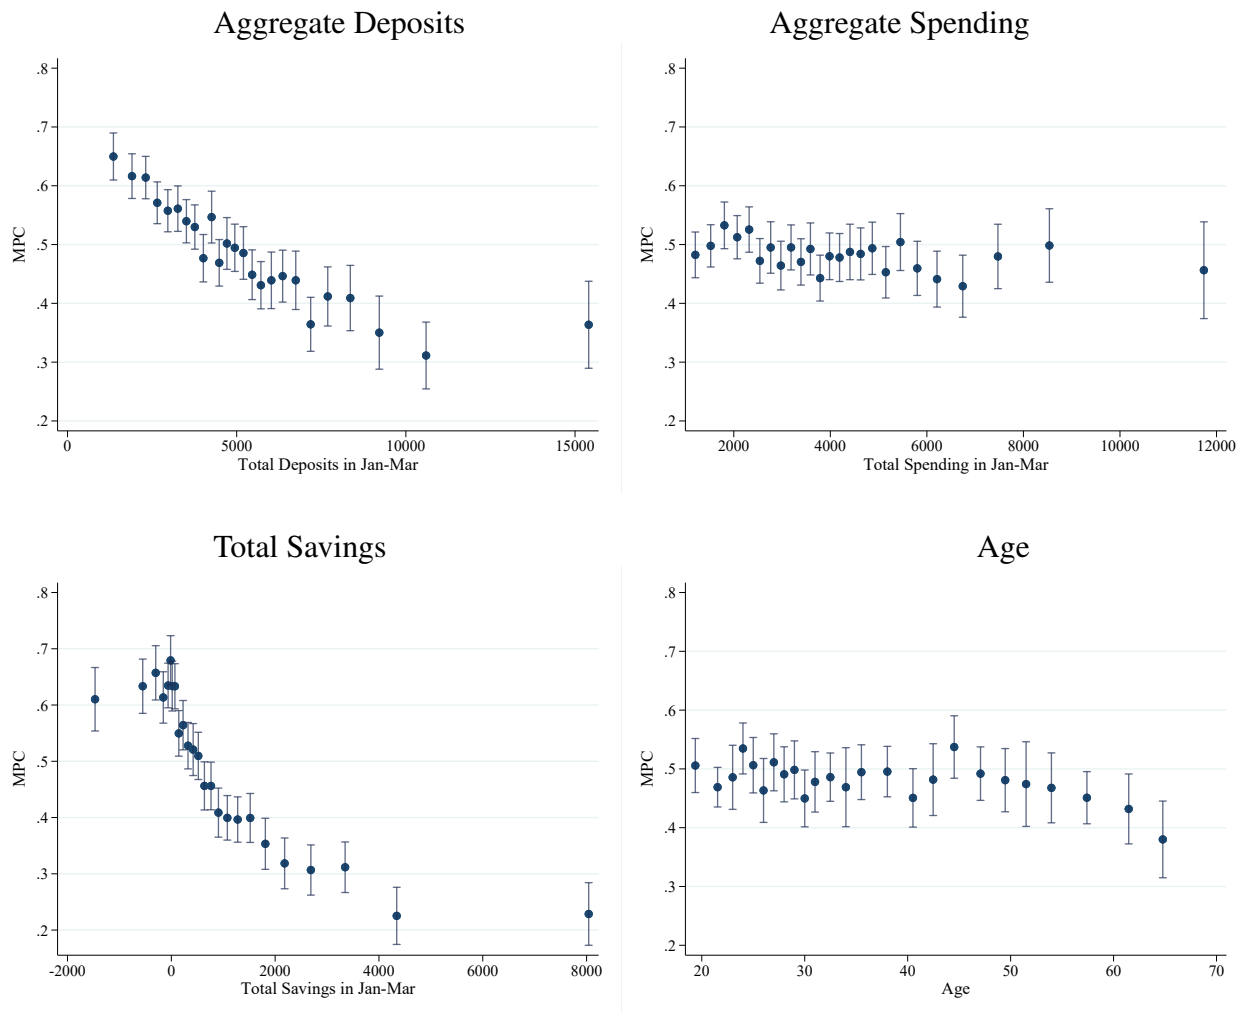 Aggregate Deposits
.8
.7
.6
.5
.4
.3
.2
MPC
0 5000 10000 15000
Total Deposits in Jan-Mar
Aggregate Spending
.8
.7
.6
.5
.4
.3
.2
MPC
2000 4000 6000 8000 10000 12000
Total Spending in Jan-Mar
Total Savings
.8
.7
.6
.5
.4
.3
.2
MPC
-2000 0 2000 4000 6000 8000
Total Savings in Jan-Mar
Age
.8
.7
.6
.5
.4
.3
.2
MPC
20 30 40 50 60 70
Age